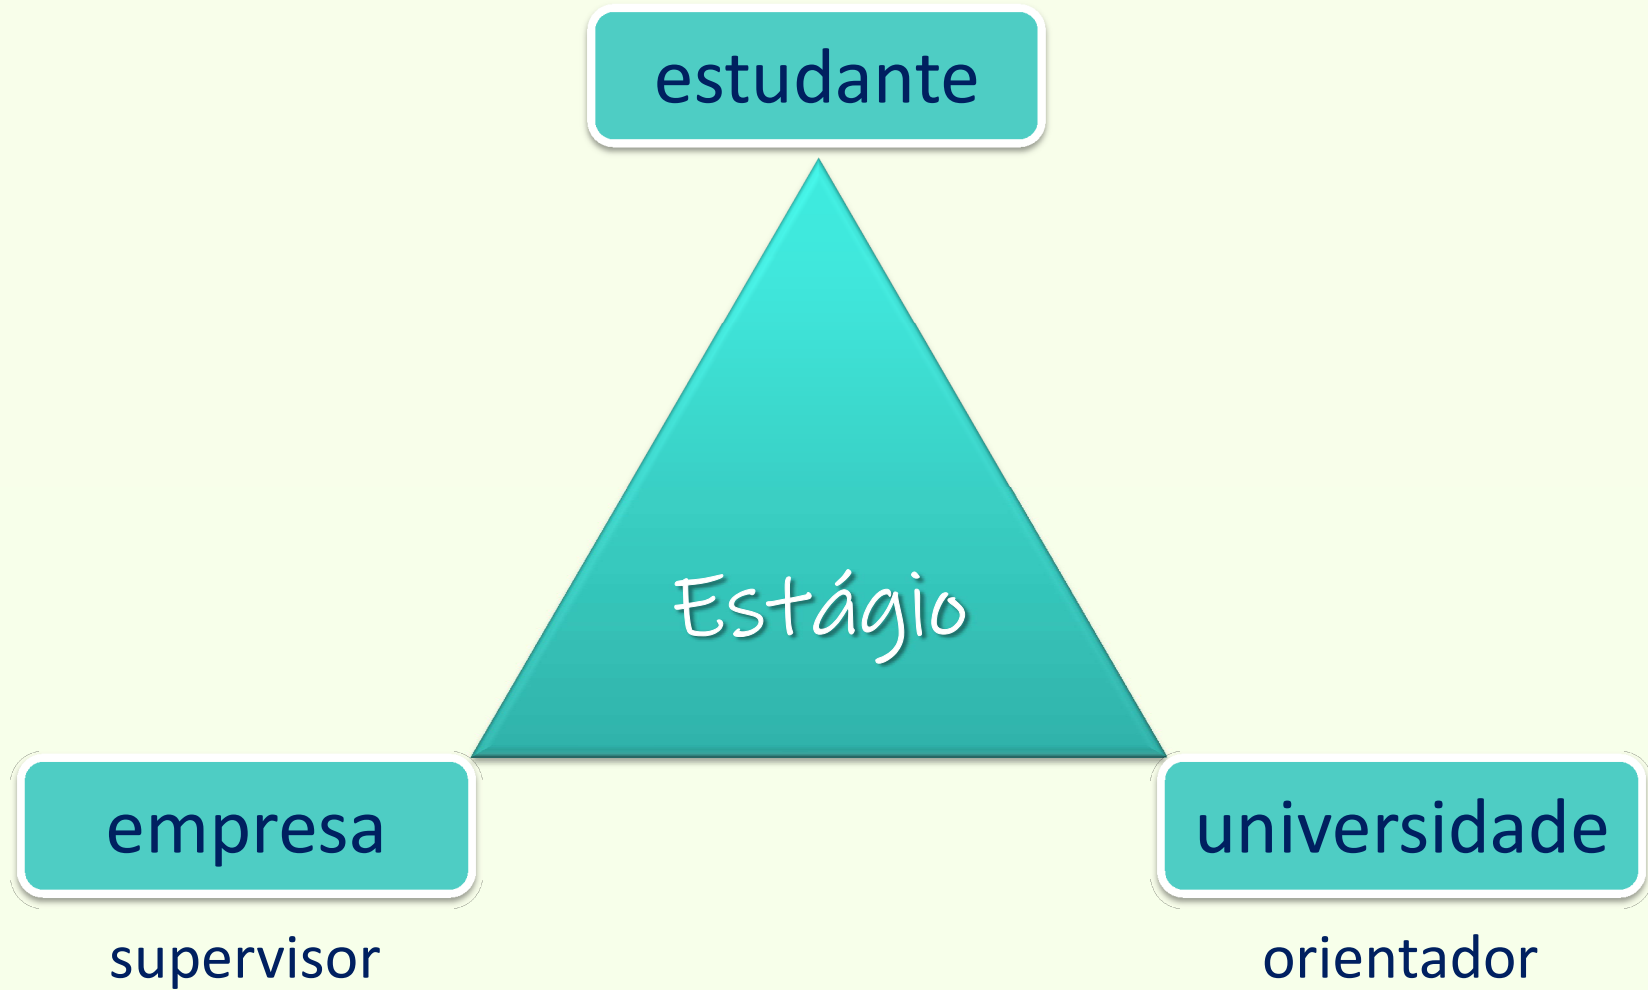 estudante
Estágio
empresa
universidade
supervisor
orientador